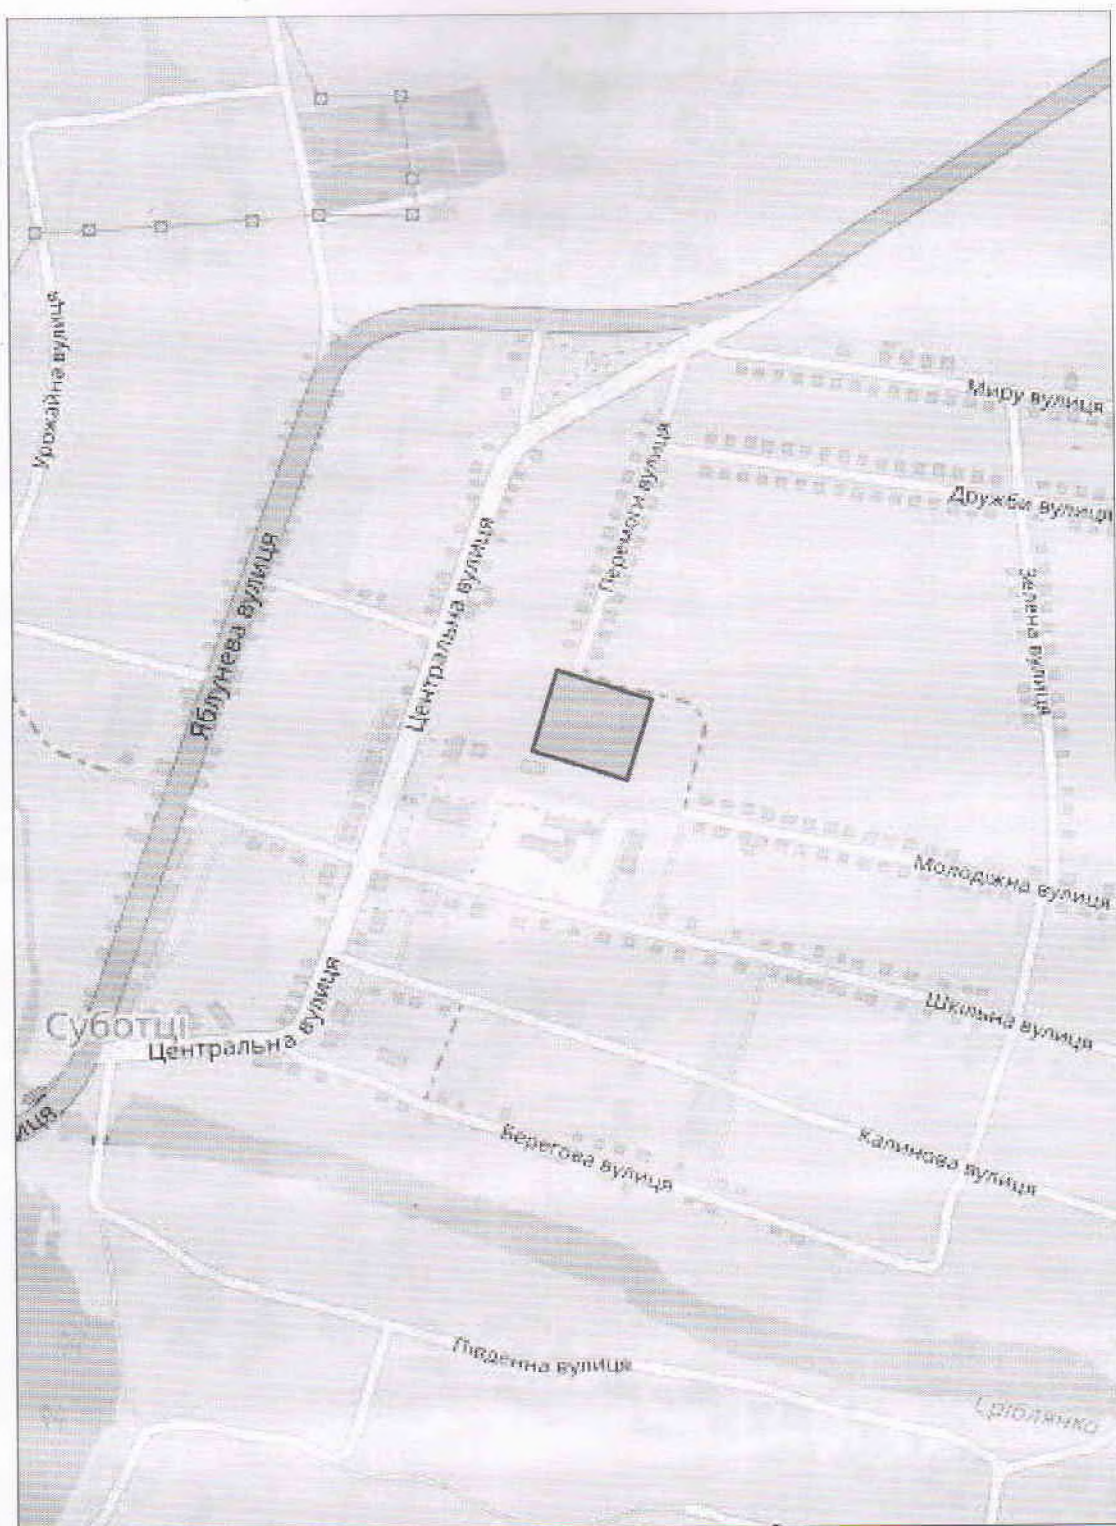 Урожайна вулиця
Миру вулиця
Перемоги вулиця
Дружби вулиця
Яблунева вулиця
Центральна вулиця
Зелена вулиця
Молодіжна вулиця
Суботці
Центральна вулиця
Шкільна вулиця
иця
Берегова вулиця
Калинова вулиця
Південна вулиця